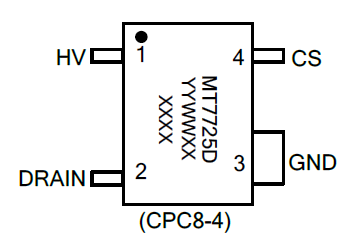 HV 1 4 CS
MT7725D
YYWWXX
XXXX
DRAIN 2 3 GND
(CPC8-4)